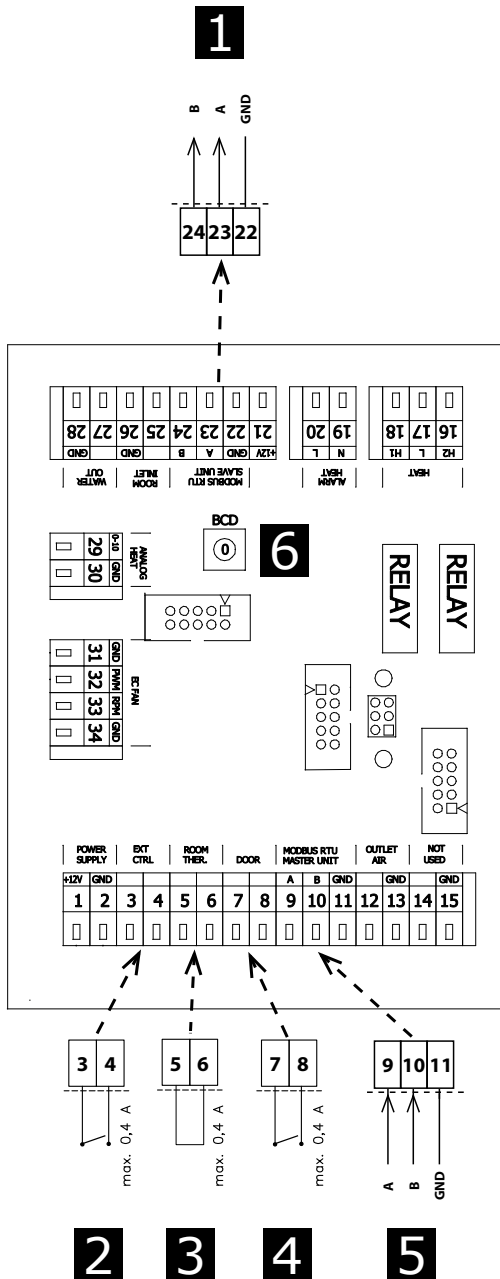 1
B A GND
24 23 22
28 27 26 25 24 23 22 21
GND GND B A GND +12V
WATER OUT
ROOM INLET
MODBUS RTU SLAVE UNIT
20 19
L N
ALARM HEAT
18 17 16
H1 L H2
HEAT
BCD
0
6
29 0-10
30 GND
ANALOG HEAT
RELAY RELAY
31 GND
32 PWM
33 RPM
34 GND
EC FAN
POWER SUPPLY
EXT CTRL
ROOM THER.
DOOR
MODBUS RTU MASTER UNIT
OUTLET AIR
NOT USED
+12V GND A B GND GND GND
1 2 3 4 5 6 7 8 9 10 11 12 13 14 15
3 4
max. 0,4 A
5 6
max. 0,4 A
7 8
max. 0,4 A
9 10 11
A B GND
2 3 4 5